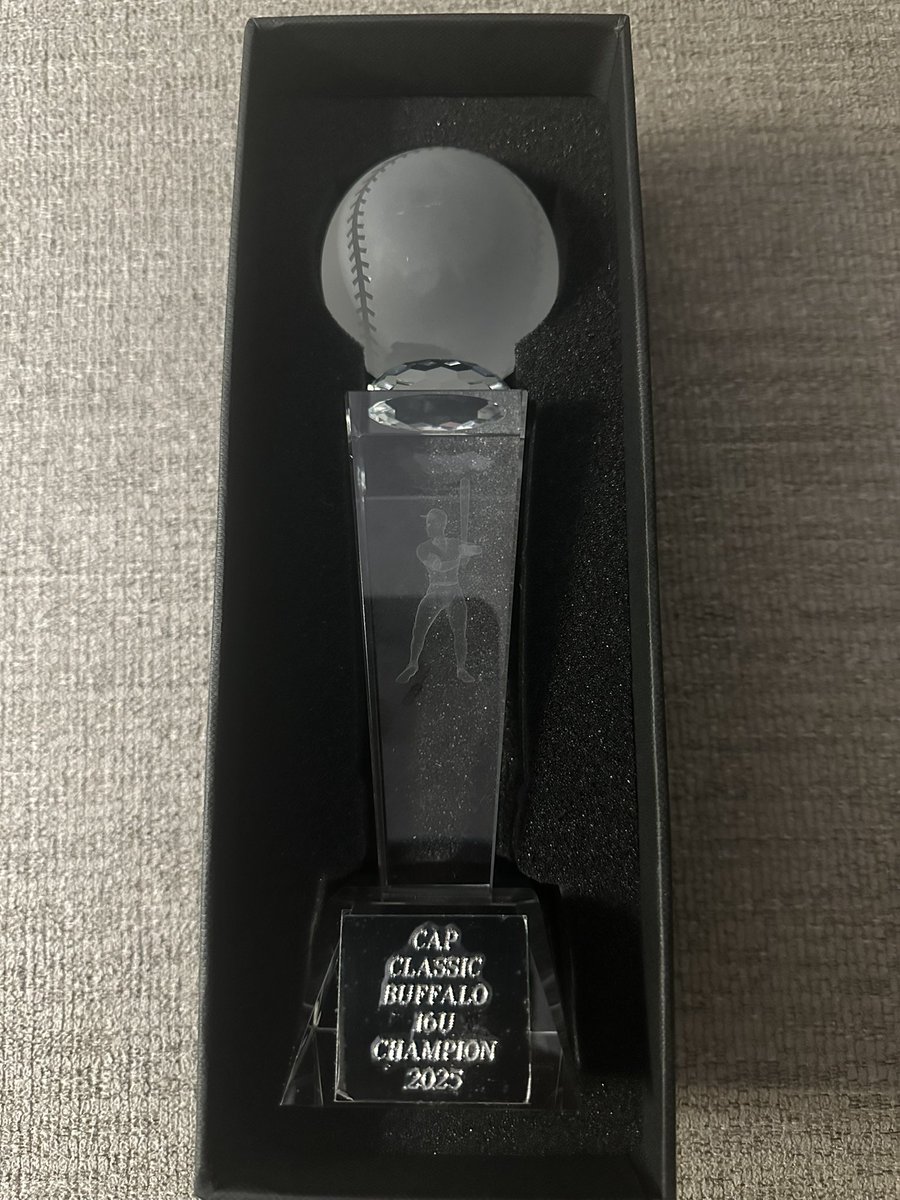 CAP
CLASSIC
BUFFALO
16U
CHAMPION
2025